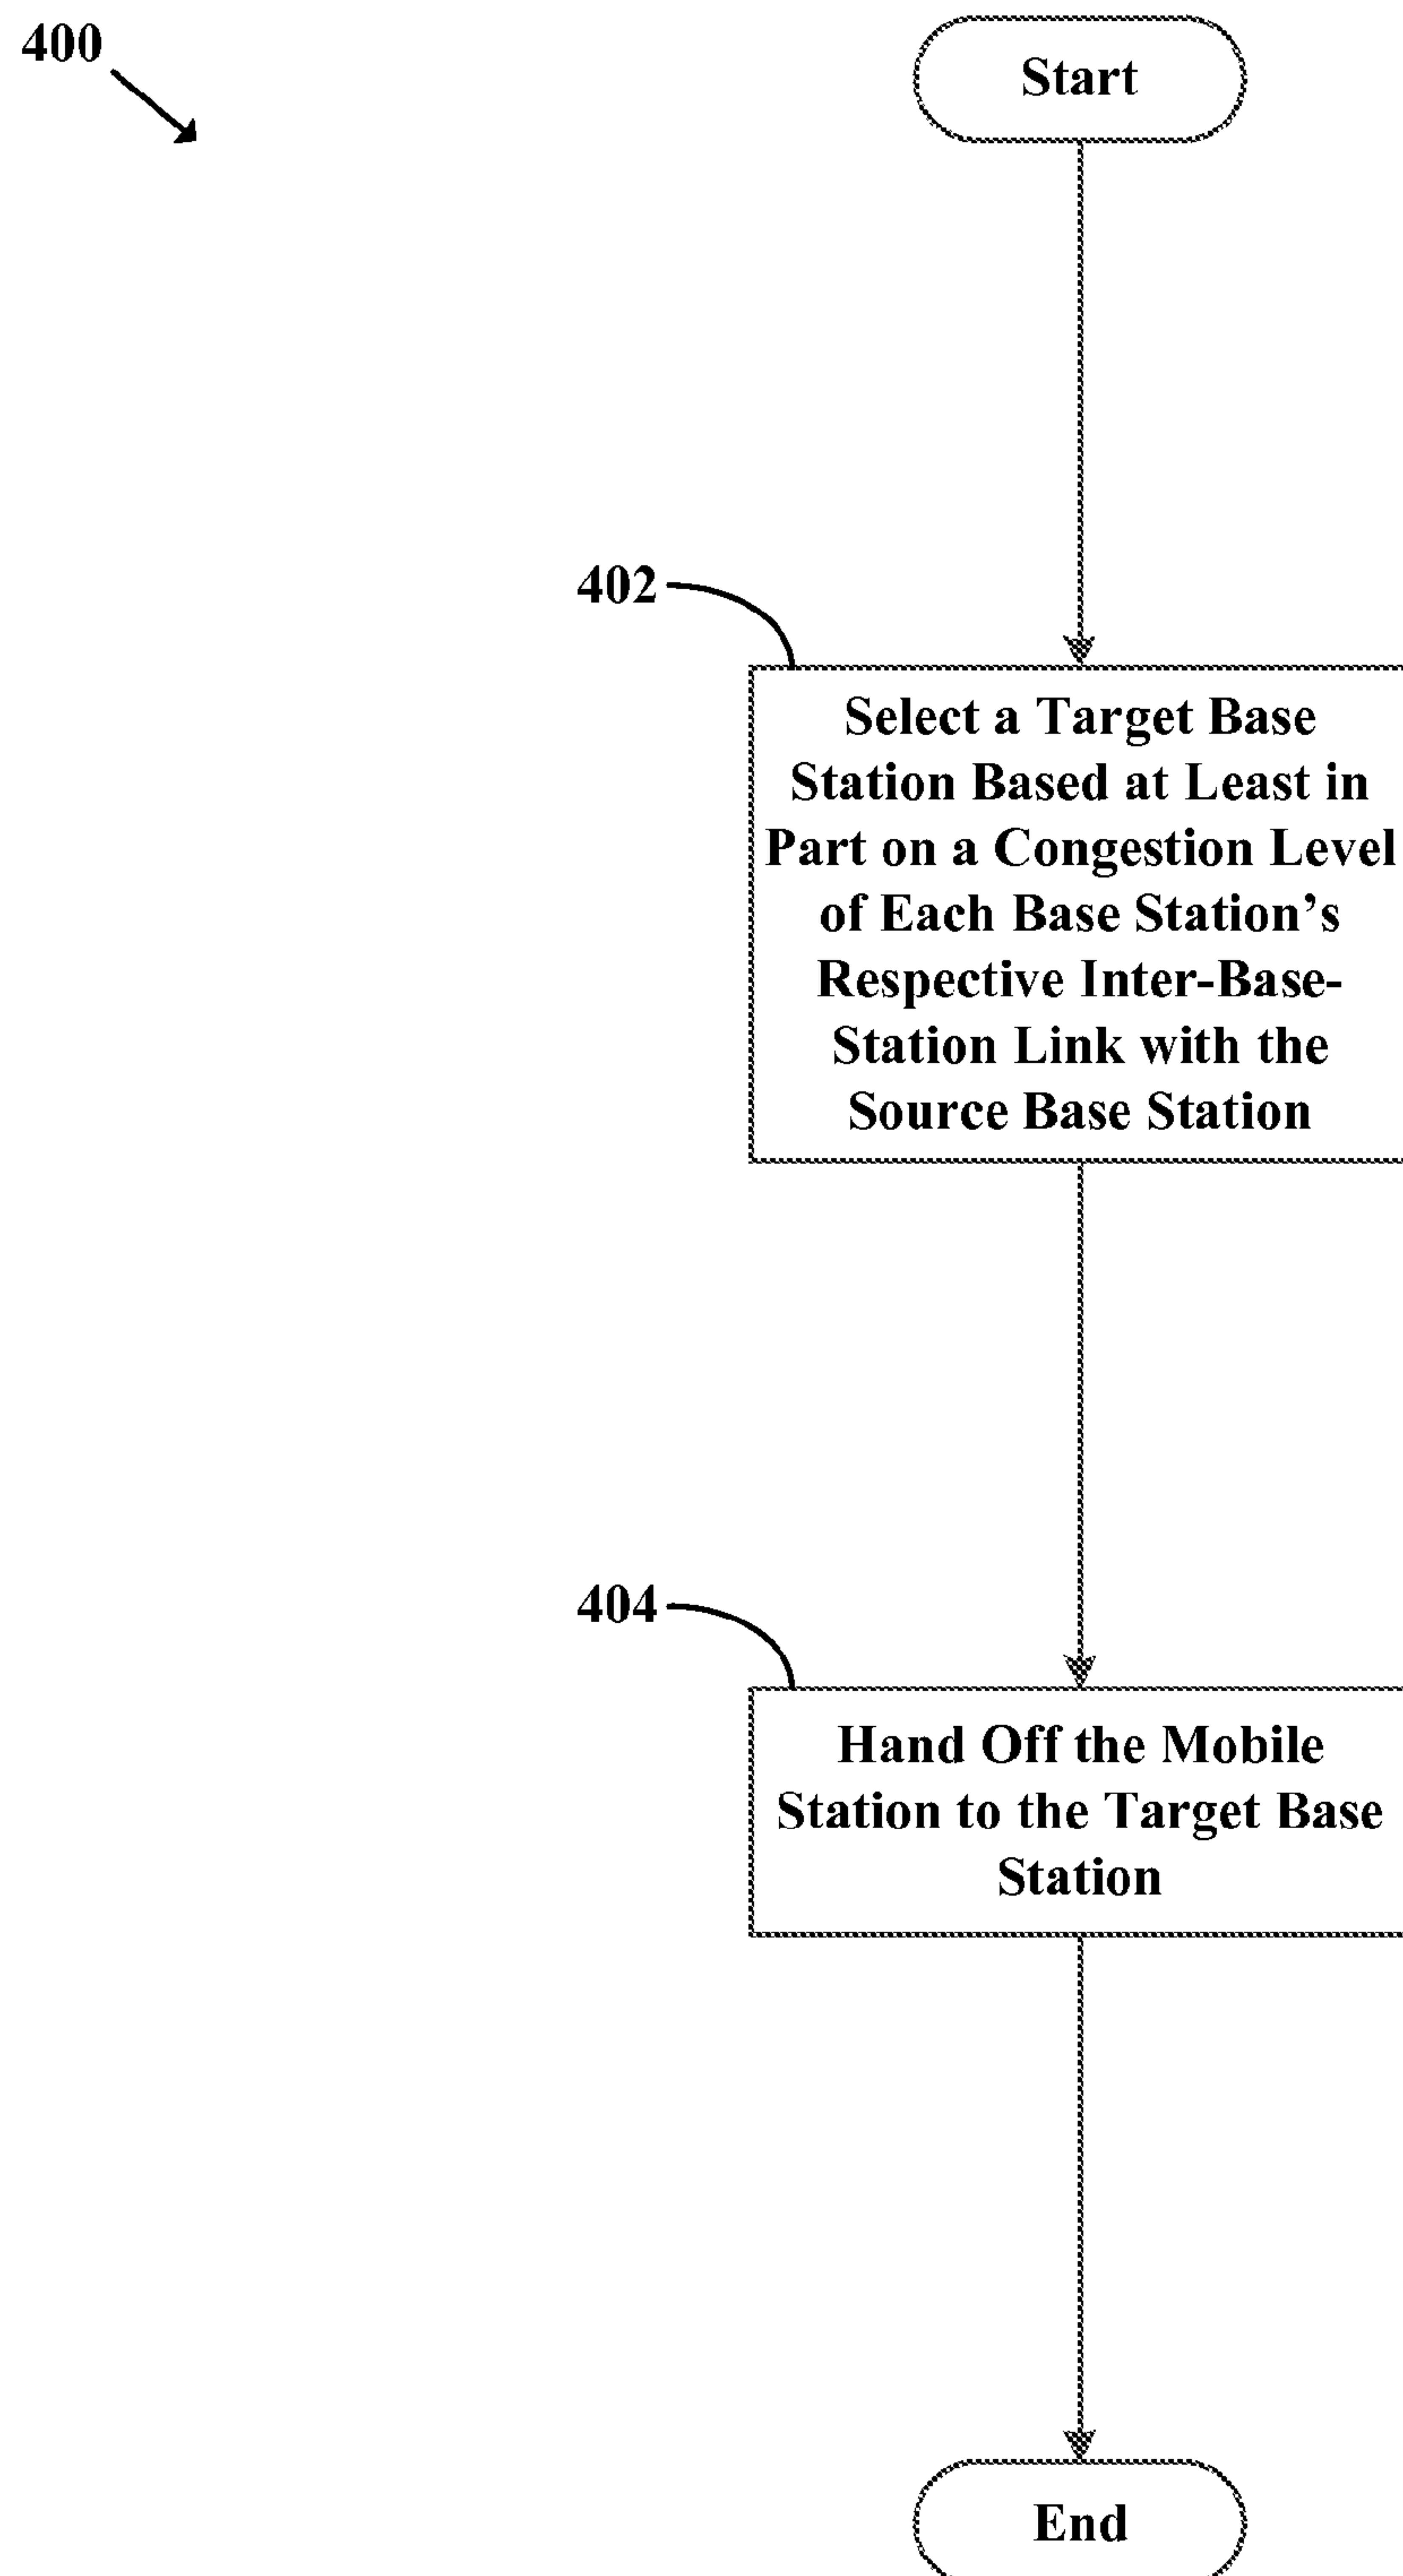 400
Start
402
Select a Target Base
Station Based at Least in
Part on a Congestion Level
of Each Base Station’s
Respective Inter-Base-
Station Link with the
Source Base Station
404
Hand Off the Mobile
Station to the Target Base
Station
End